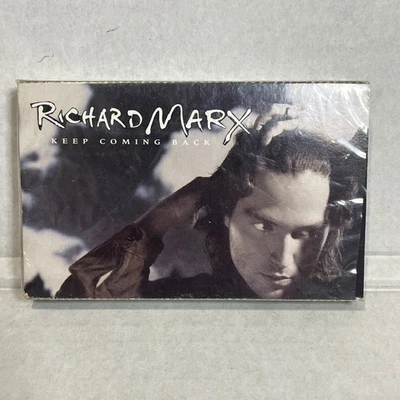 RICHARD MARX
KEEP COMING BACK